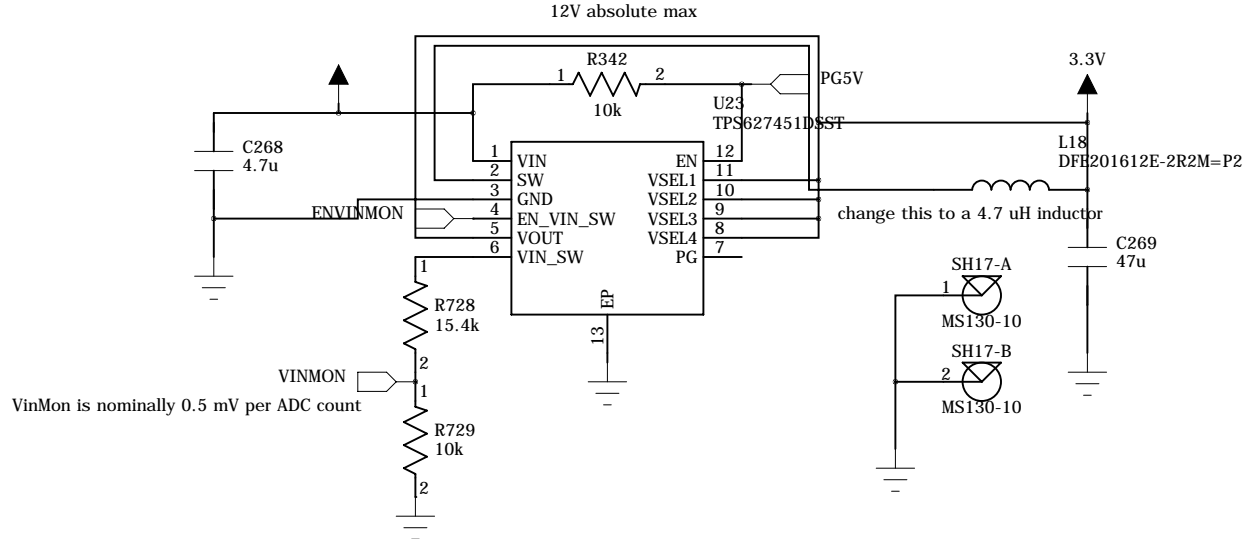 12V absolute max
R342
1
2
10k
PG5V
3.3V
U23
TPS627451DSST
C268
4.7u
L18
DFE201612E-2R2M=P2
1
VIN
EN
12
2
SW
VSEL1
11
3
GND
VSEL2
10
ENVINMON
4
EN_VIN_SW
VSEL3
9
change this to a 4.7 uH inductor
5
VOUT
VSEL4
8
6
VIN_SW
PG
7
C269
47u
1
R728
15.4k
2
EP
13
SH17-A
1
MS130-10
SH17-B
2
MS130-10
VINMON
VinMon is nominally 0.5 mV per ADC count
1
R729
10k
2